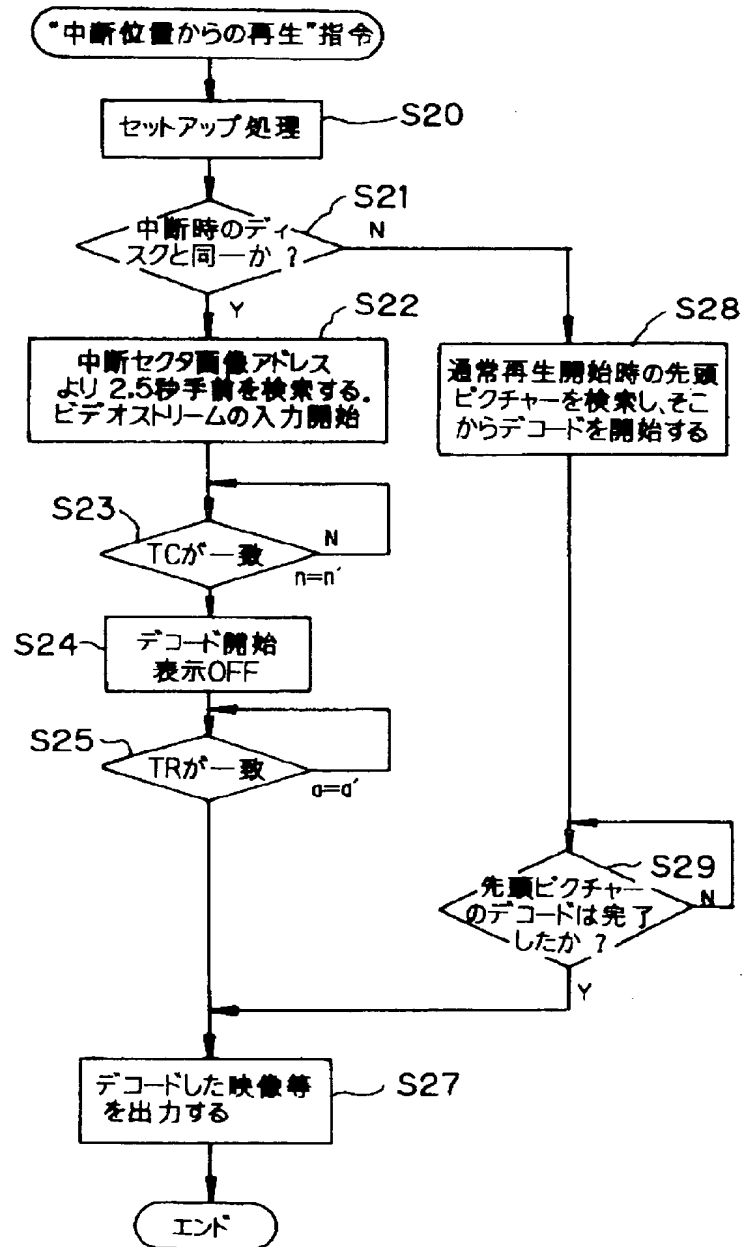 “中断位置からの再生”指令
セットアップ処理
S20
S21
中断時のディ
スクと同一か?
N
Y
S22
中断セクタ画像アドレス
より2.5秒手前を検索する.
ビデオストリームの入力開始
S28
通常再生開始時の先頭
ピクチャーを検索し、そこ
からデコードを開始する
S23
TCが一致
N
n=n′
S24
デコード開始
表示OFF
S25
TRが一致
a=a′
S29
先頭ピクチャー
のデコードは完了
したか?
N
Y
デコードした映像等
を出力する
S27
エンド